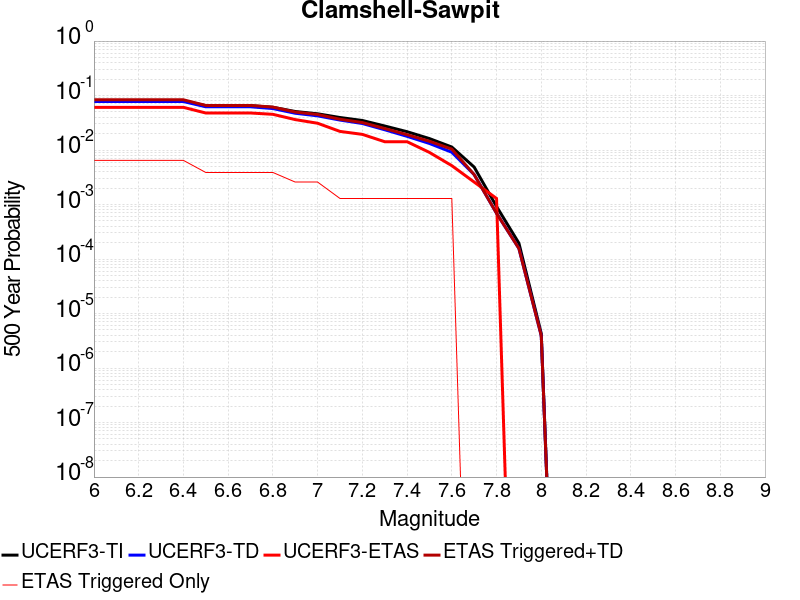 Clamshell-Sawpit
10^0
10^-1
10^-2
10^-3
10^-4
10^-5
10^-6
10^-7
10^-8
500 Year Probability
6 6.2 6.4 6.6 6.8 7 7.2 7.4 7.6 7.8 8 8.2 8.4 8.6 8.8 9
Magnitude
UCERF3-TI UCERF3-TD UCERF3-ETAS ETAS Triggered+TD
ETAS Triggered Only